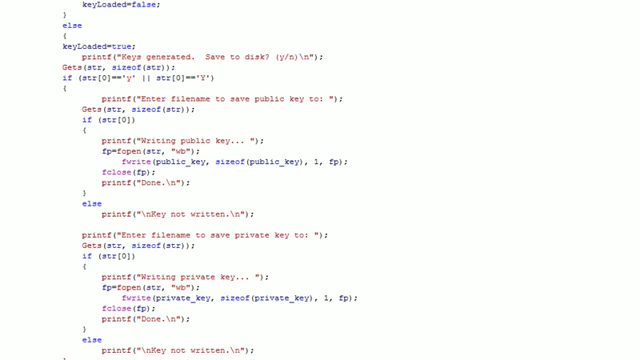 keyLoaded=false;
}
else
{
keyLoaded=true;
printf("Keys generated.  Save to disk? (y/n)\n");
Gets(str, sizeof(str));
if (str[0]=='y' || str[0]=='Y')
{
printf("Enter filename to save public key to: ");
Gets(str, sizeof(str));
if (str[0])
{
printf("Writing public key... ");
fp=fopen(str, "wb");
fwrite(public_key, sizeof(public_key), 1, fp);
fclose(fp);
printf("Done.\n");
}
else
printf("\nKey not written.\n");
printf("Enter filename to save private key to: ");
Gets(str, sizeof(str));
if (str[0])
{
printf("Writing private key... ");
fp=fopen(str, "wb");
fwrite(private_key, sizeof(private_key), 1, fp);
fclose(fp);
printf("Done.\n");
}
else
printf("\nKey not written.\n");
}